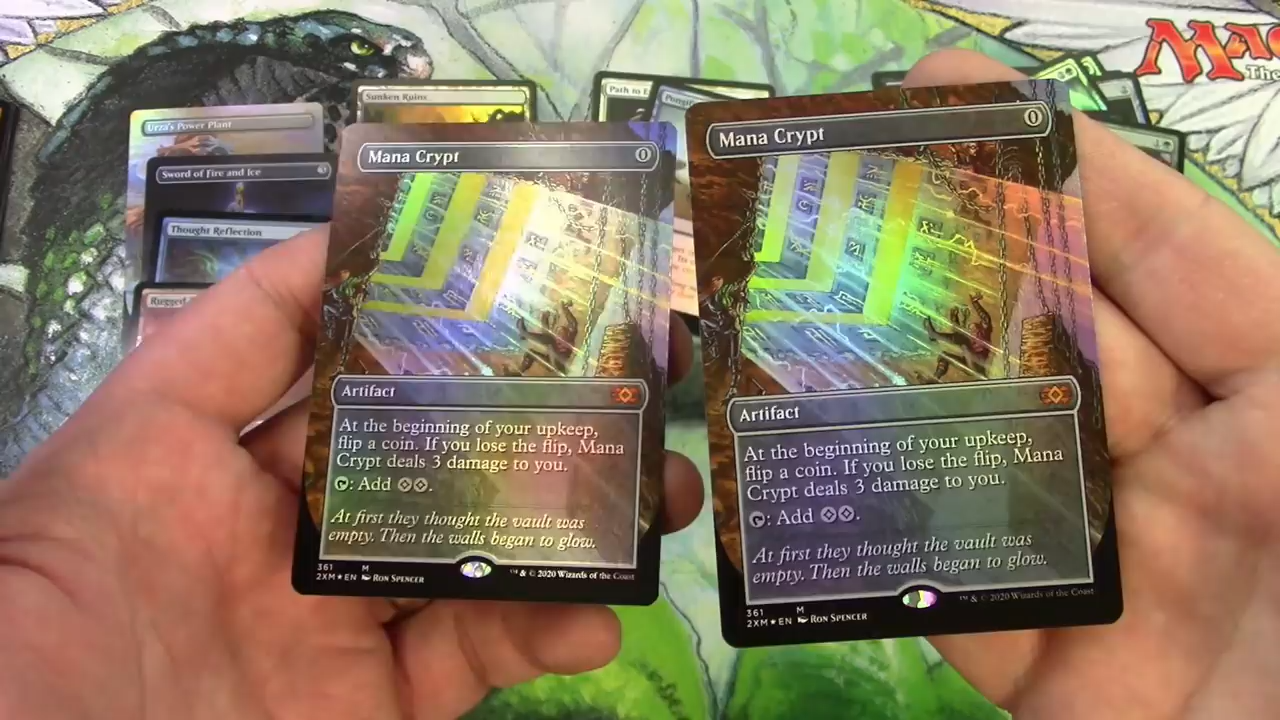 Urza's Power Plant
Sword of Fire and Ice
Thought Reflection
Rugged
Sunken Ruins
Path to E
Mana Crypt 0
Artifact
At the beginning of your upkeep,
flip a coin. If you lose the flip, Mana
Crypt deals 3 damage to you.
: Add
At first they thought the vault was
empty. Then the walls began to glow.
361 M
2XM★EN RON SPENCER
™ & © 2020 Wizards of the Coast
Mana Crypt 0
Artifact
At the beginning of your upkeep,
flip a coin. If you lose the flip, Mana
Crypt deals 3 damage to you.
: Add
At first they thought the vault was
empty. Then the walls began to glow.
361 M
2XM★EN RON SPENCER
™ & © 2020 Wizards of the Coast